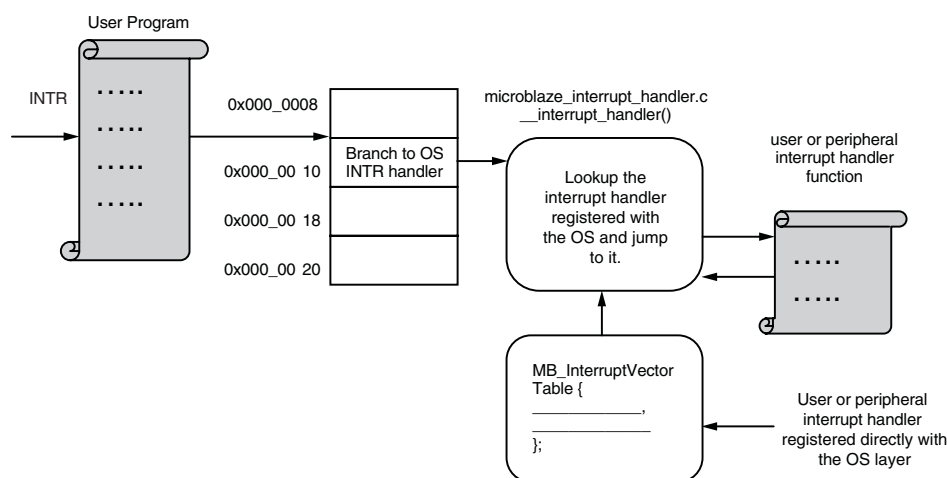 User Program
INTR
.....
.....
.....
.....
0x000_0008
0x000_00 10
0x000_00 18
0x000_00 20
Branch to OS
INTR handler
microblaze_interrupt_handler.c
__interrupt_handler()
Lookup the
interrupt handler
registered with
the OS and jump
to it.
user or peripheral
interrupt handler
function
.....
.....
MB_InterruptVector
Table {
____________,
_____________
};
User or peripheral
interrupt handler
registered directly with
the OS layer